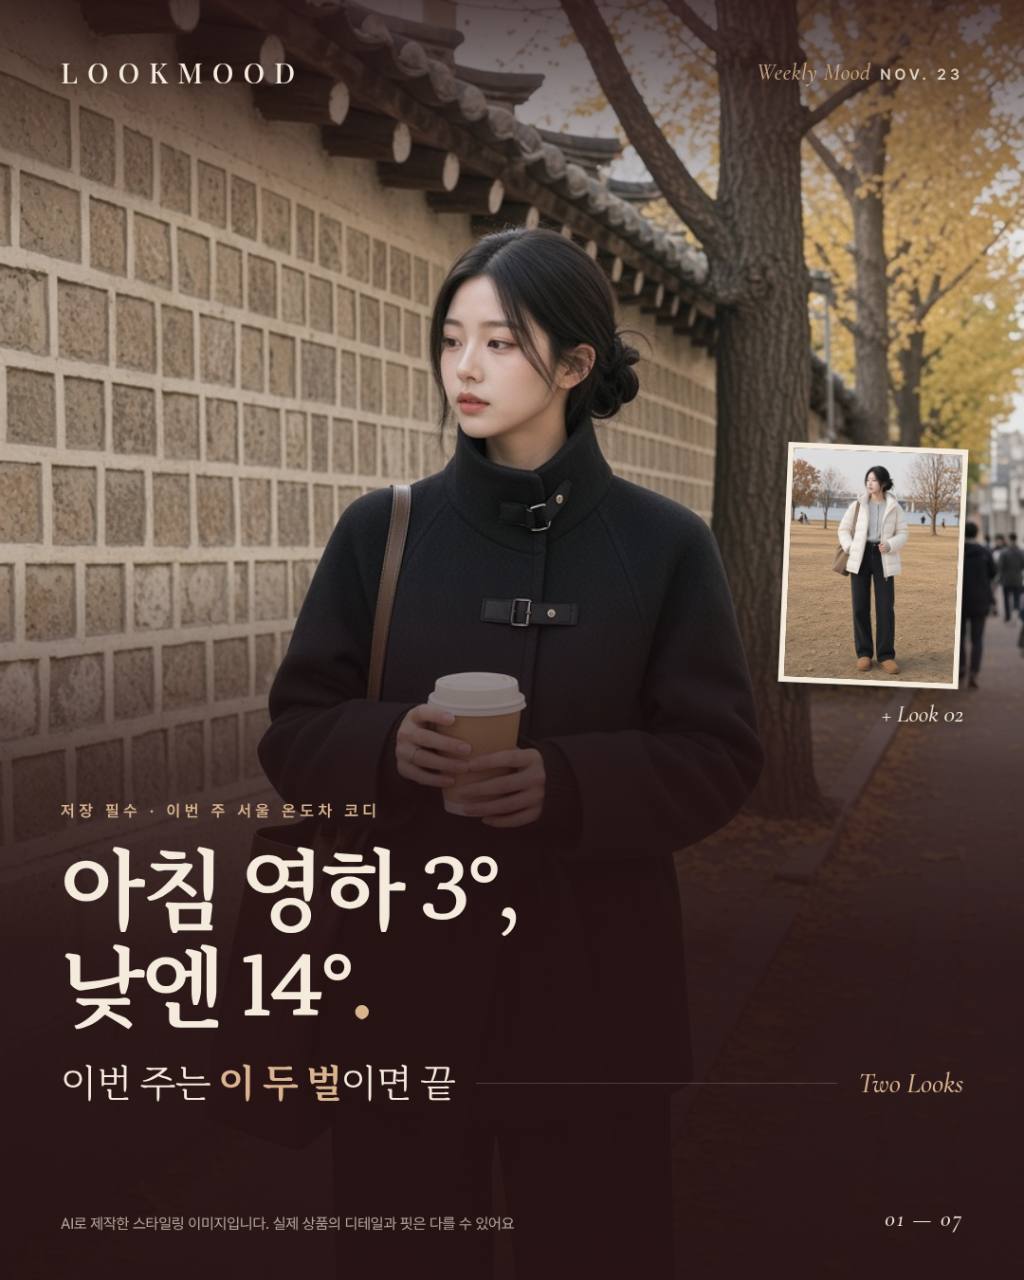 LOOKMOOD
Weekly Mood NOV. 23
+ Look 02
저장 필수 · 이번 주 서울 온도차 코디
아침 영하 3°,
낮엔 14°.
이번 주는 이 두 벌이면 끝
Two Looks
AI로 제작한 스타일링 이미지입니다. 실제 상품의 디테일과 핏은 다를 수 있어요
01 — 07